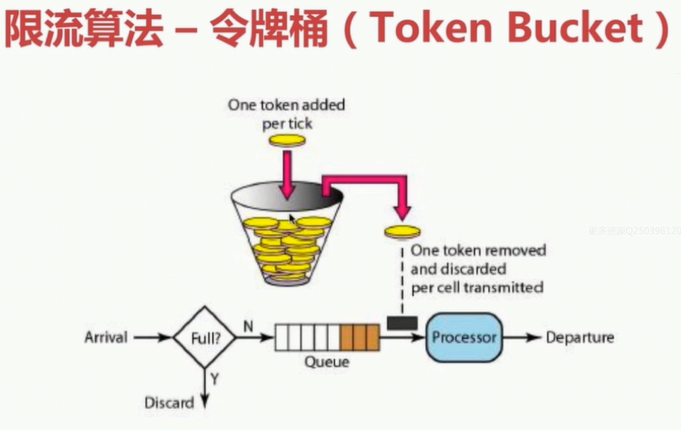 限流算法 – 令牌桶（Token Bucket）
One token added
per tick
One token removed
and discarded
per cell transmitted
Arrival
Full?
N
Queue
Processor
Departure
Y
Discard